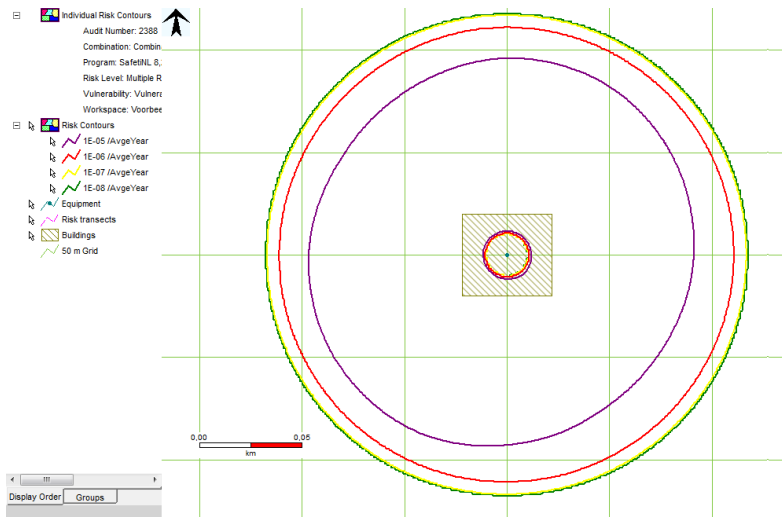 Individual Risk Contours
Audit Number: 2388
Combination: Combin
Program: SafetiNL 8,
Risk Level: Multiple R
Vulnerability: Vulnera
Workspace: Voorbee
Risk Contours
1E-05 /AvgeYear
1E-06 /AvgeYear
1E-07 /AvgeYear
1E-08 /AvgeYear
Equipment
Risk transects
Buildings
50 m Grid
0,00 0,05
km
Display Order Groups